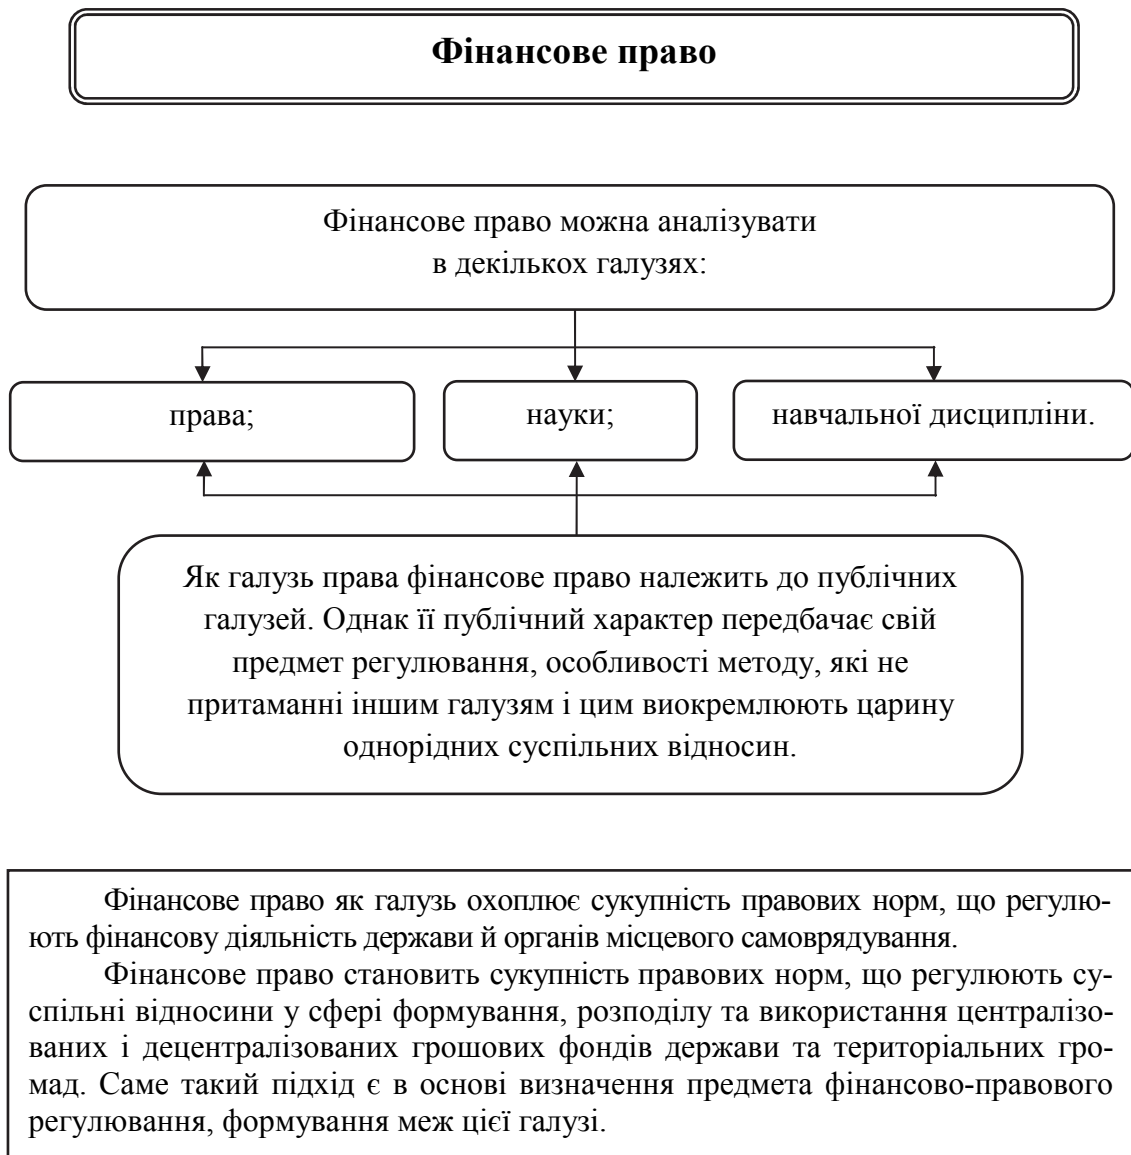 Фінансове право
Фінансове право можна аналізувати
в декількох галузях:
права;
науки;
навчальної дисципліни.
Як галузь права фінансове право належить до публічних
галузей. Однак її публічний характер передбачає свій
предмет регулювання, особливості методу, які не
притаманні іншим галузям і цим виокремлюють царину
однорідних суспільних відносин.
Фінансове право як галузь охоплює сукупність правових норм, що регулю-
ють фінансову діяльність держави й органів місцевого самоврядування.
Фінансове право становить сукупність правових норм, що регулюють су-
спільні відносини у сфері формування, розподілу та використання централізо-
ваних і децентралізованих грошових фондів держави та територіальних гро-
мад. Саме такий підхід є в основі визначення предмета фінансово-правового
регулювання, формування меж цієї галузі.